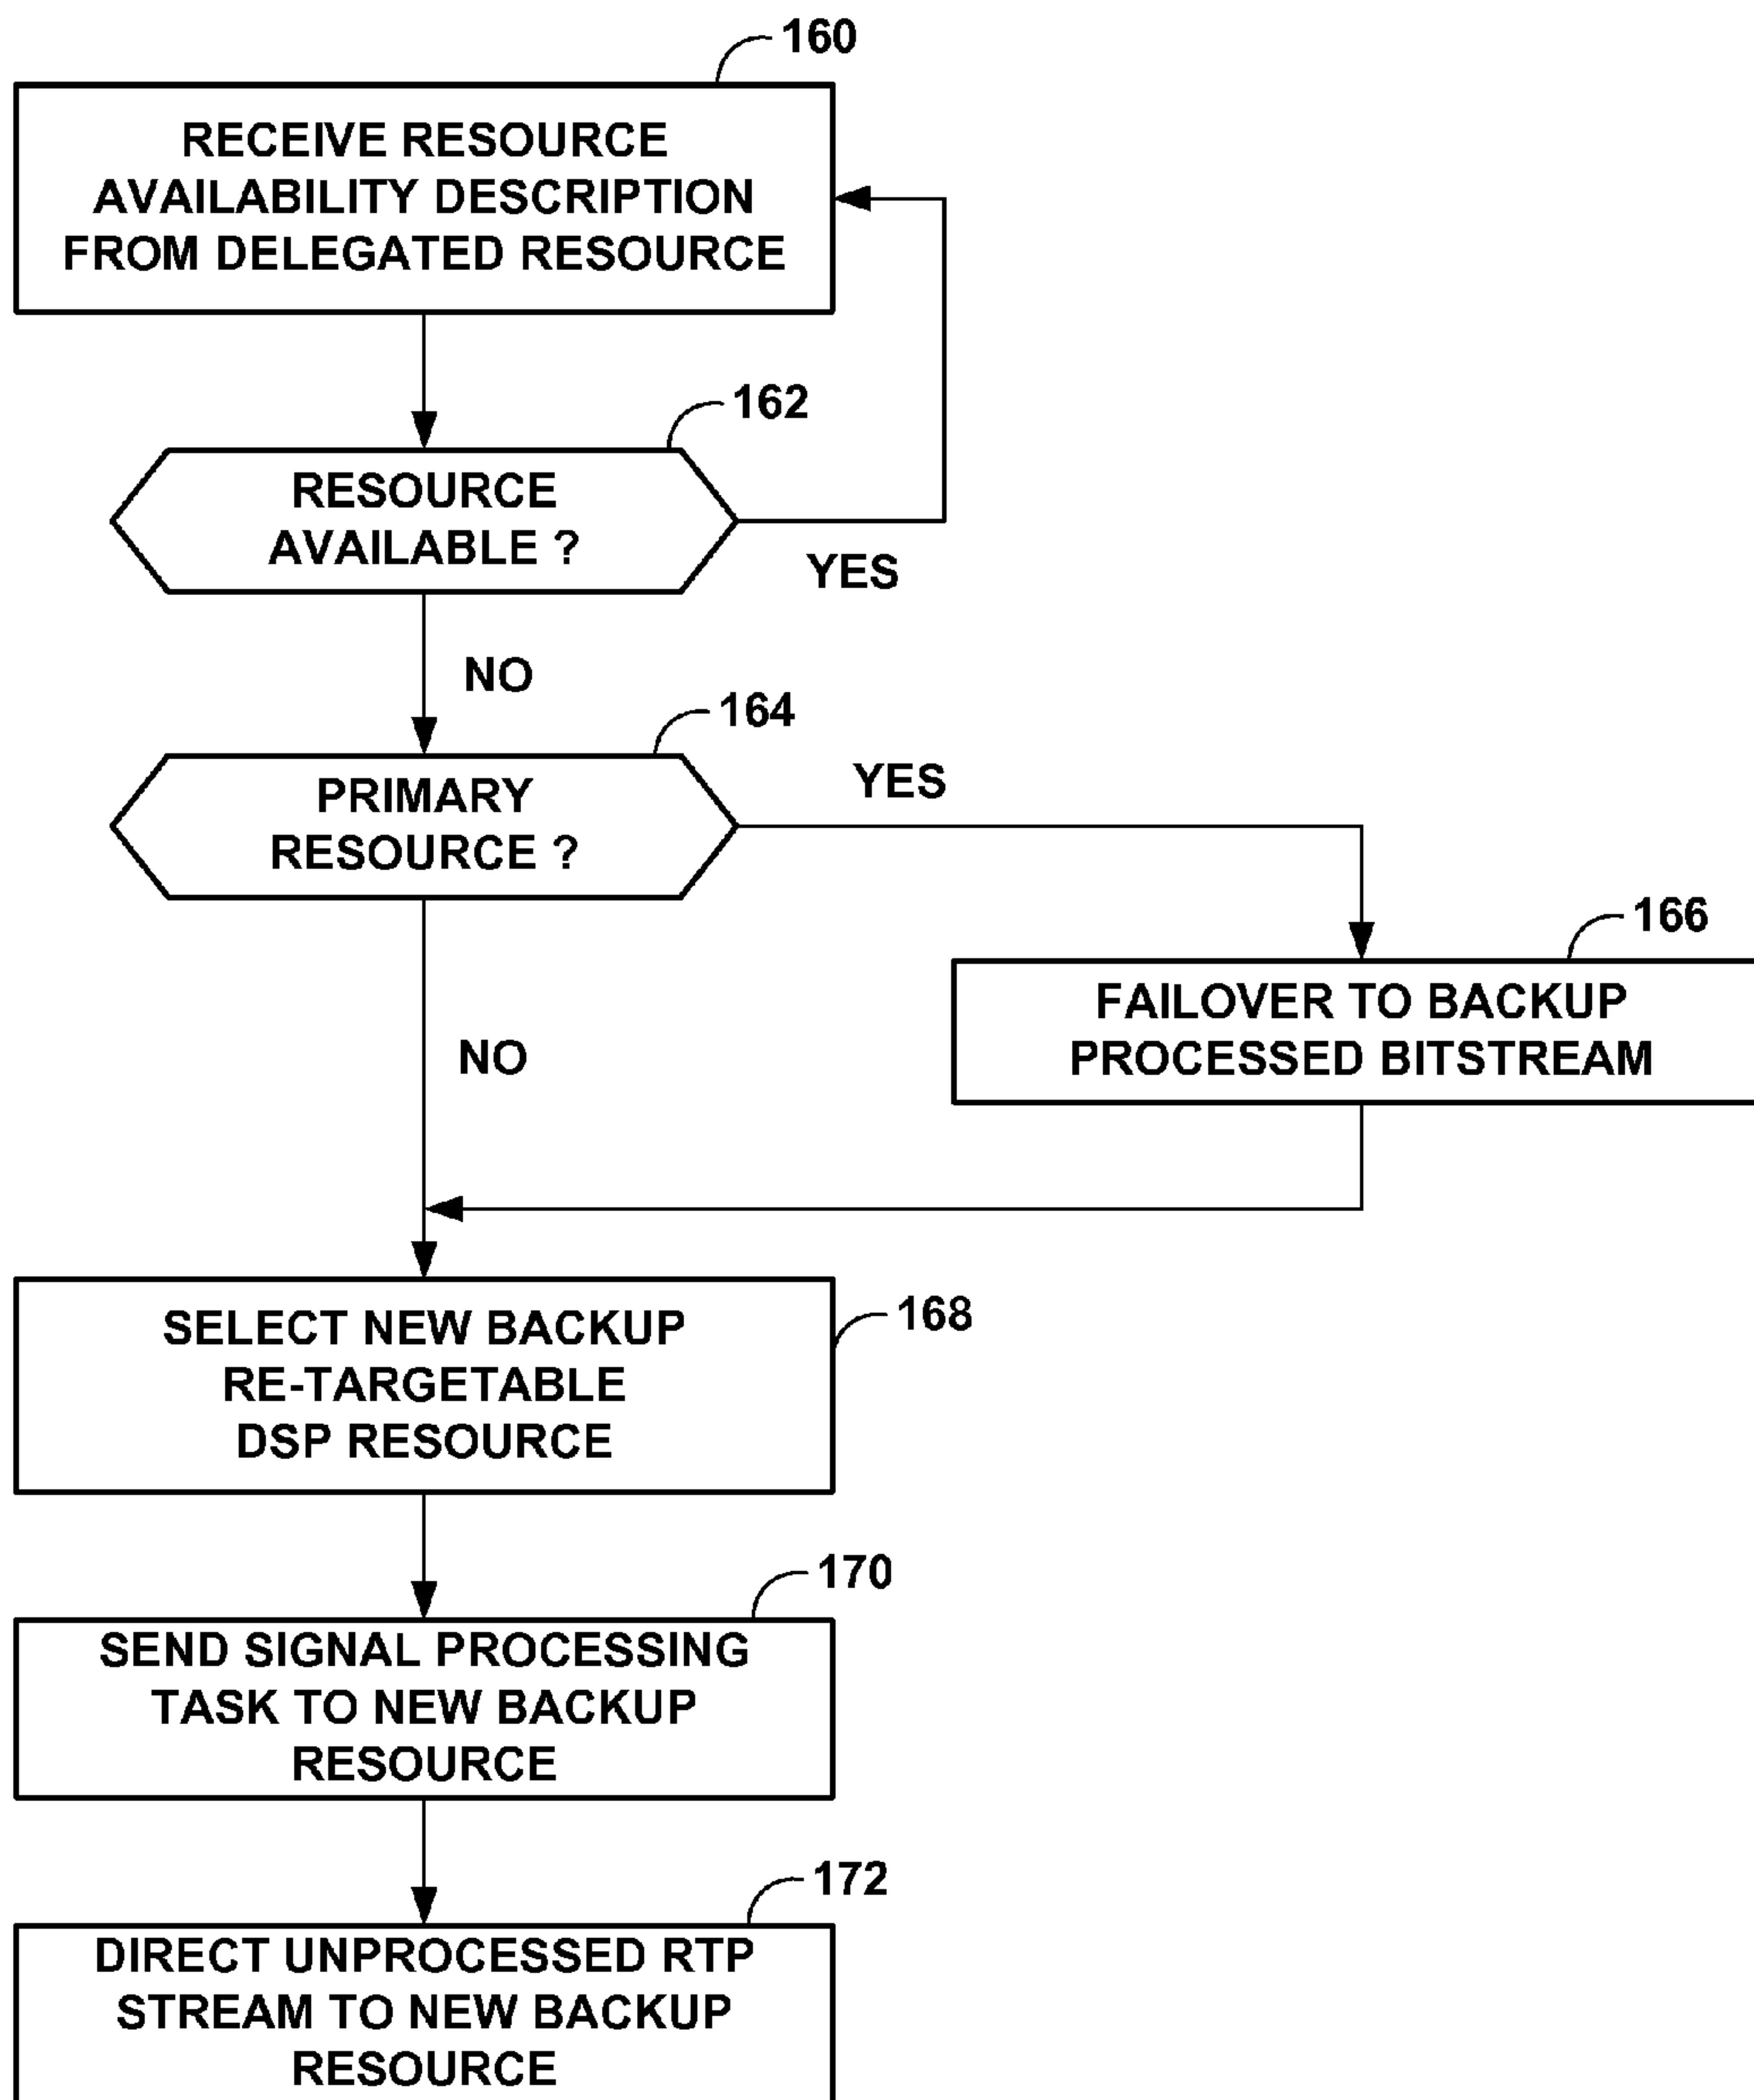 160
RECEIVE RESOURCE
AVAILABILITY DESCRIPTION
FROM DELEGATED RESOURCE
162
RESOURCE
AVAILABLE ?
YES
NO
164
PRIMARY
RESOURCE ?
YES
166
FAILOVER TO BACKUP
PROCESSED BITSTREAM
NO
SELECT NEW BACKUP
RE-TARGETABLE
DSP RESOURCE
168
170
SEND SIGNAL PROCESSING
TASK TO NEW BACKUP
RESOURCE
172
DIRECT UNPROCESSED RTP
STREAM TO NEW BACKUP
RESOURCE